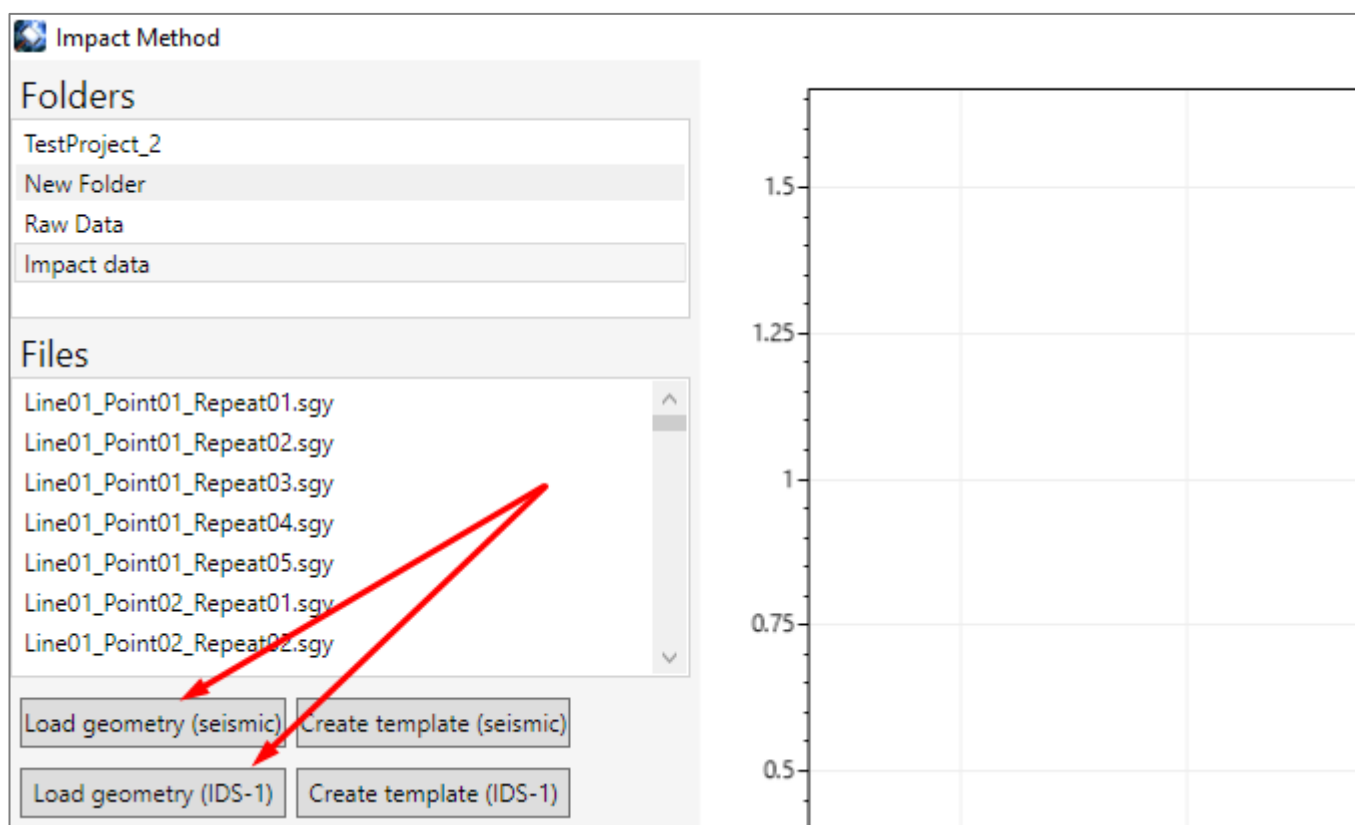 Impact Method
Folders
TestProject_2
New Folder
Raw Data
Impact data
Files
Line01_Point01_Repeat01.sgy
Line01_Point01_Repeat02.sgy
Line01_Point01_Repeat03.sgy
Line01_Point01_Repeat04.sgy
Line01_Point01_Repeat05.sgy
Line01_Point02_Repeat01.sgy
Line01_Point02_Repeat02.sgy
Load geometry (seismic) Create template (seismic)
Load geometry (IDS-1) Create template (IDS-1)
1.5
1.25
1
0.75
0.5